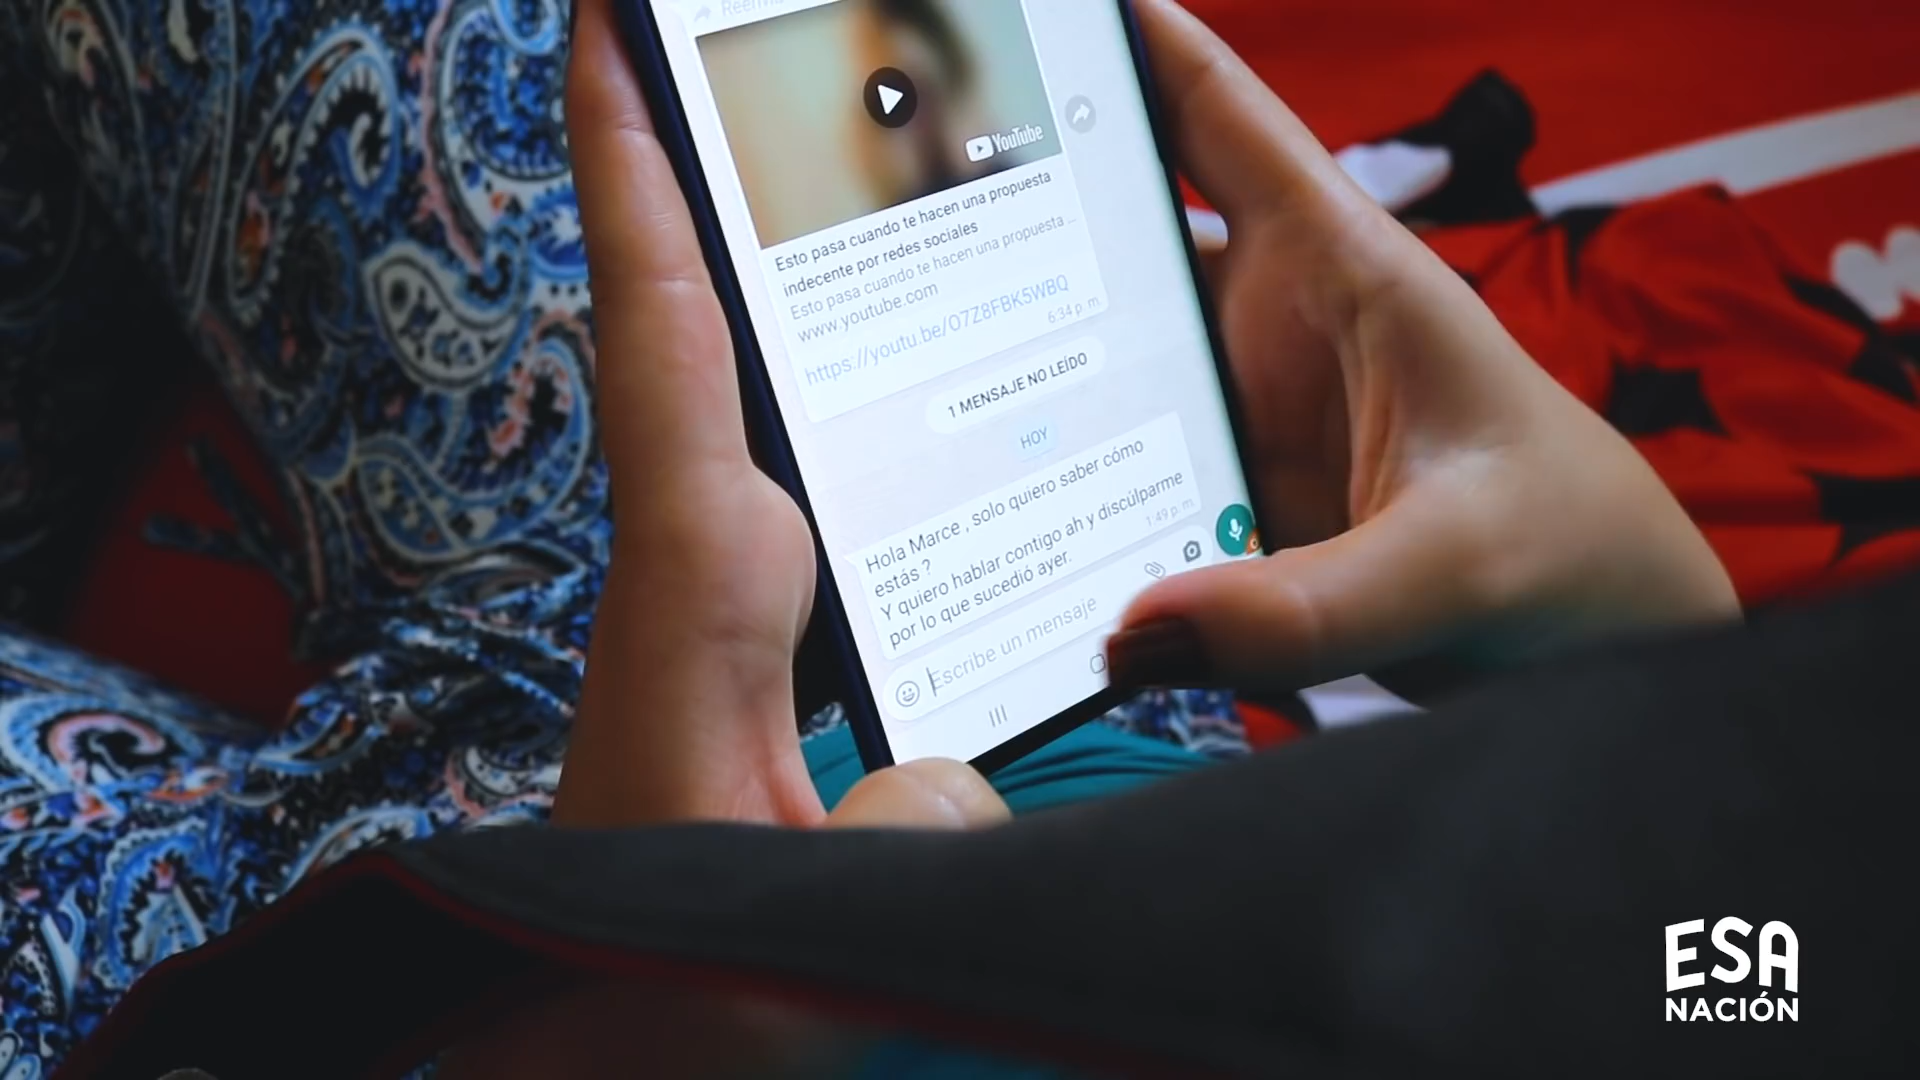 YouTube
Esto pasa cuando te hacen una propuesta
indecente por redes sociales
Esto pasa cuando te hacen una propuesta ...
www.youtube.com
https://youtu.be/O7Z8FBK5WBQ
6:34 p. m.
1 MENSAJE NO LEÍDO
HOY
Hola Marce , solo quiero saber cómo
estás ?
Y quiero hablar contigo ah y discúlparme
por lo que sucedió ayer.
1:49 p. m.
Escribe un mensaje
ESA
NACIÓN